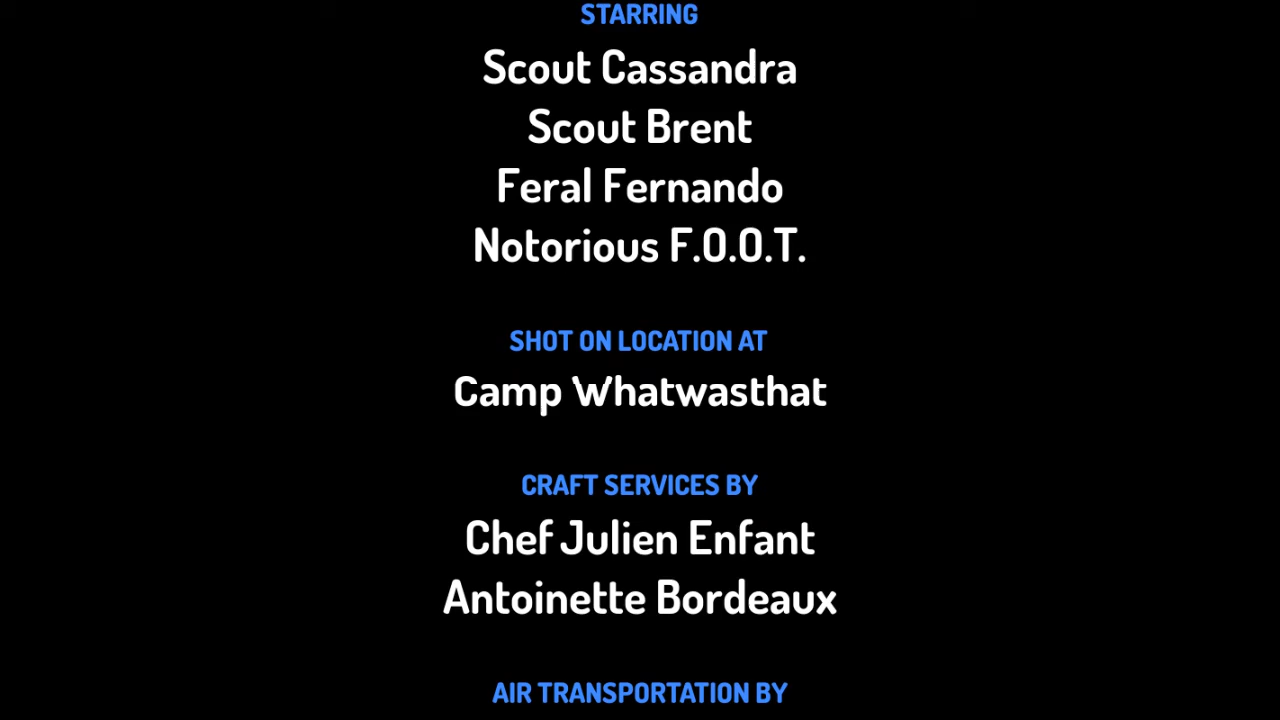 STARRING
Scout Cassandra
Scout Brent
Feral Fernando
Notorious F.O.O.T.
SHOT ON LOCATION AT
Camp Whatwasthat
CRAFT SERVICES BY
Chef Julien Enfant
Antoinette Bordeaux
AIR TRANSPORTATION BY